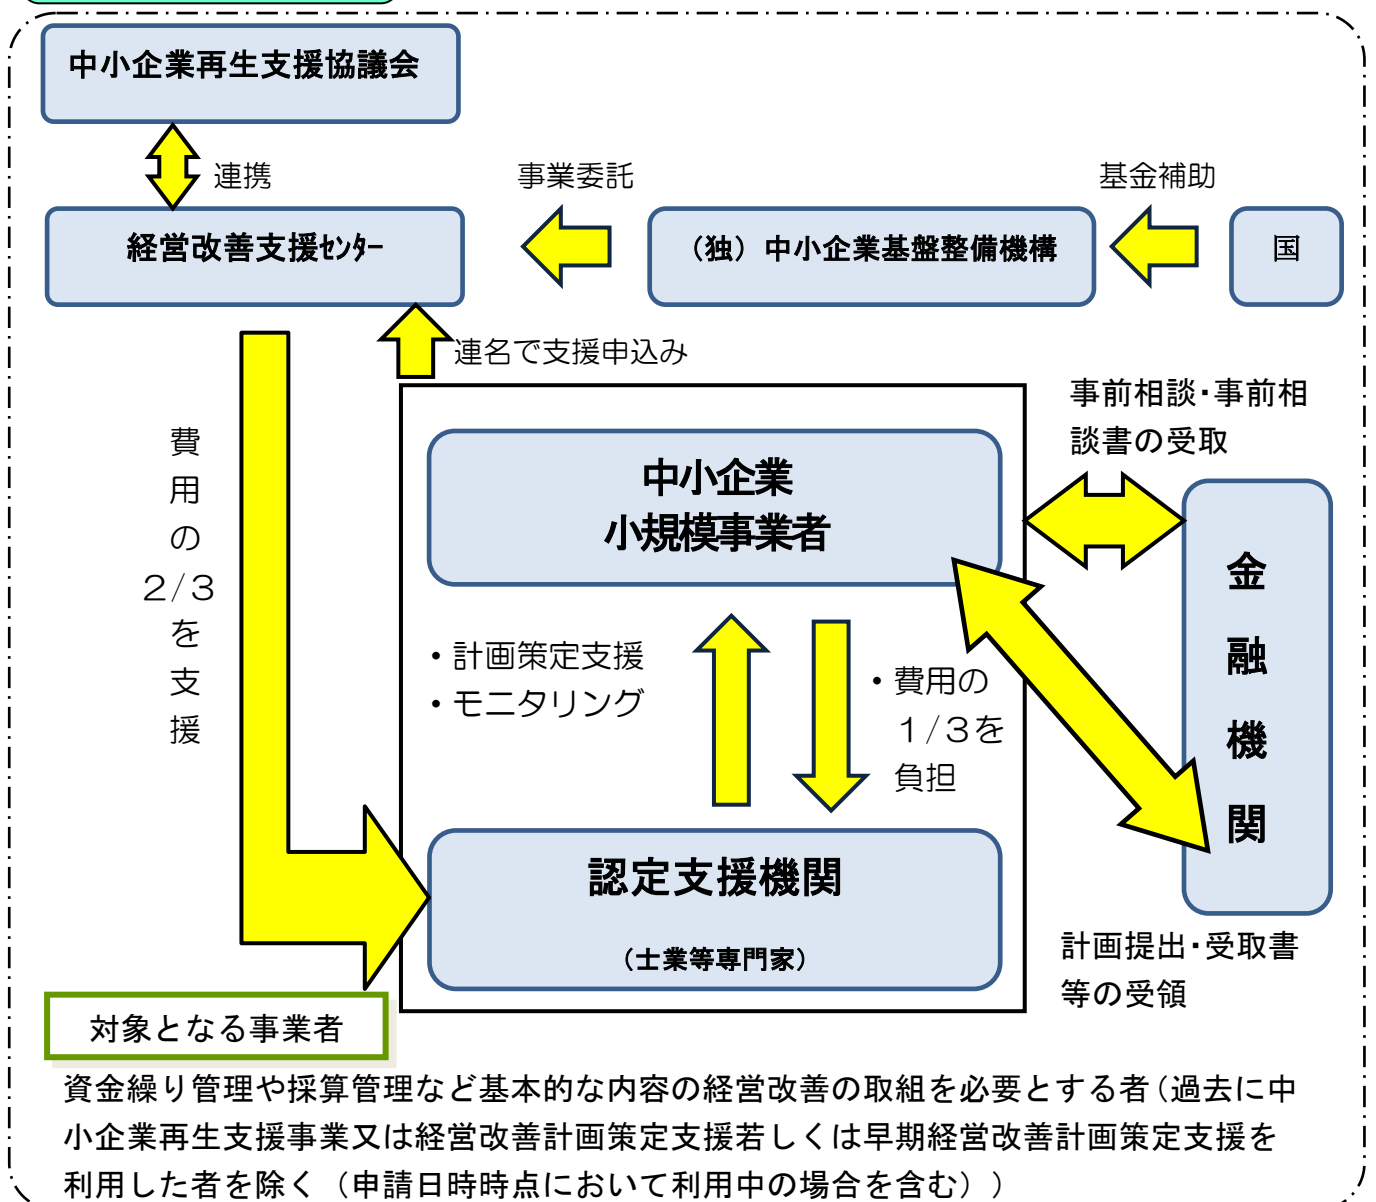 中小企業再生支援協議会
連携
事業委託
基金補助
経営改善支援ｾﾝﾀｰ
（独）中小企業基盤整備機構
国
連名で支援申込み
事前相談・事前相
談書の受取
費用の２/３を支援
中小企業
小規模事業者
金融機関
・計画策定支援
・モニタリング
・費用の
１/３を
負担
認定支援機関
（士業等専門家）
計画提出・受取書
等の受領
対象となる事業者
資金繰り管理や採算管理など基本的な内容の経営改善の取組を必要とする者（過去に中
小企業再生支援事業又は経営改善計画策定支援若しくは早期経営改善計画策定支援を
利用した者を除く（申請日時時点において利用中の場合を含む））